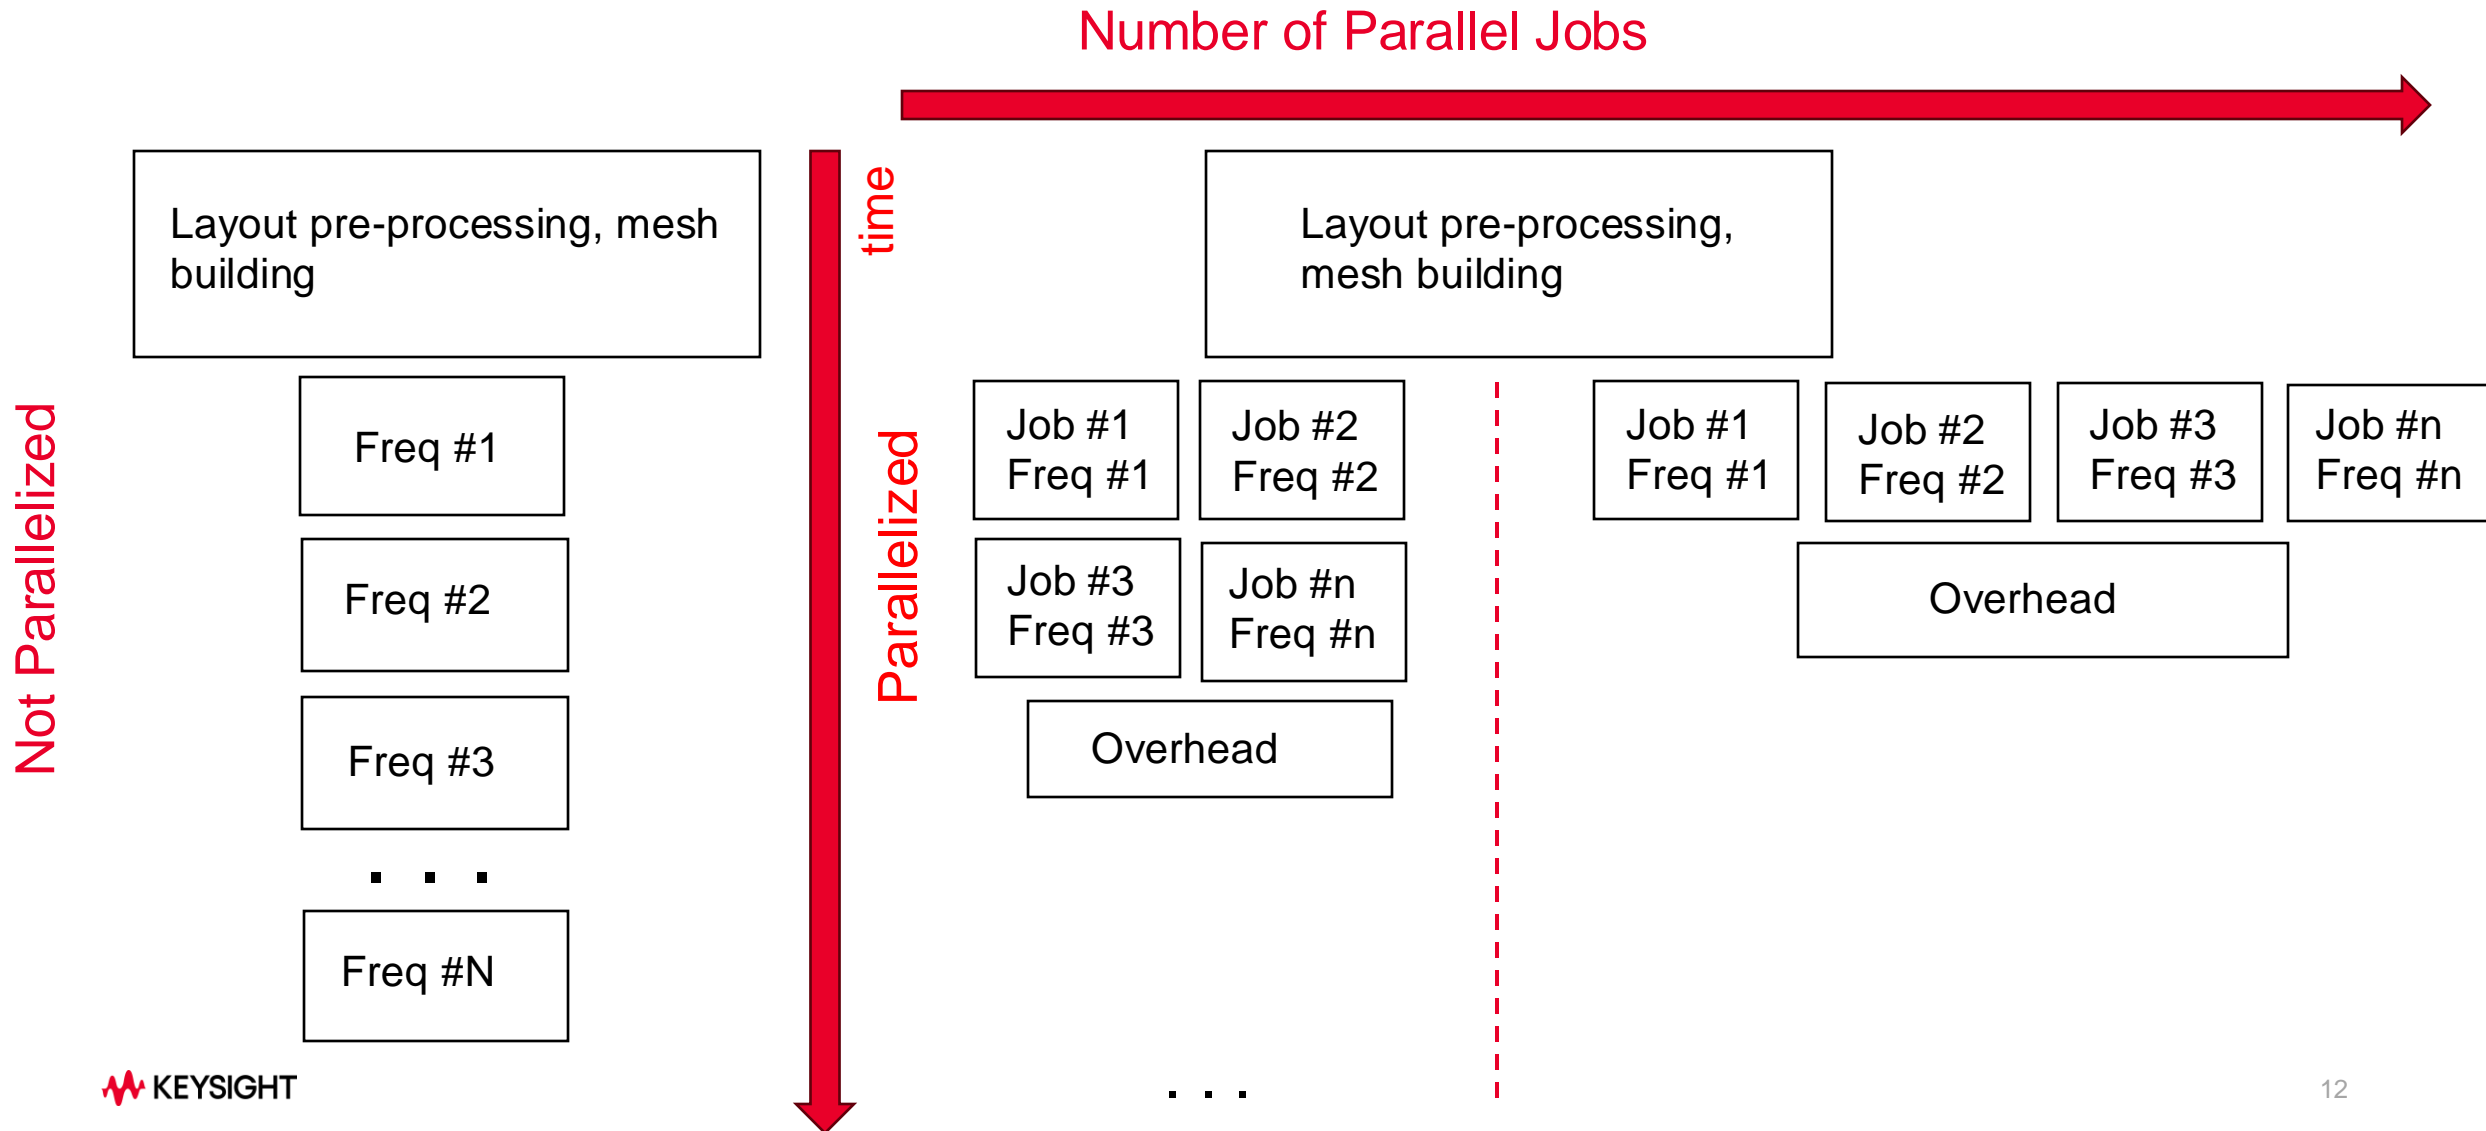 Number of Parallel Jobs
Not Parallelized
Layout pre-processing, mesh
building
Freq #1
Freq #2
Freq #3
. . .
Freq #N
time
Parallelized
Layout pre-processing,
mesh building
Job #1
Freq #1
Job #2
Freq #2
Job #3
Freq #3
Job #n
Freq #n
Overhead
. . .
Job #1
Freq #1
Job #2
Freq #2
Job #3
Freq #3
Job #n
Freq #n
Overhead
KEYSIGHT
12